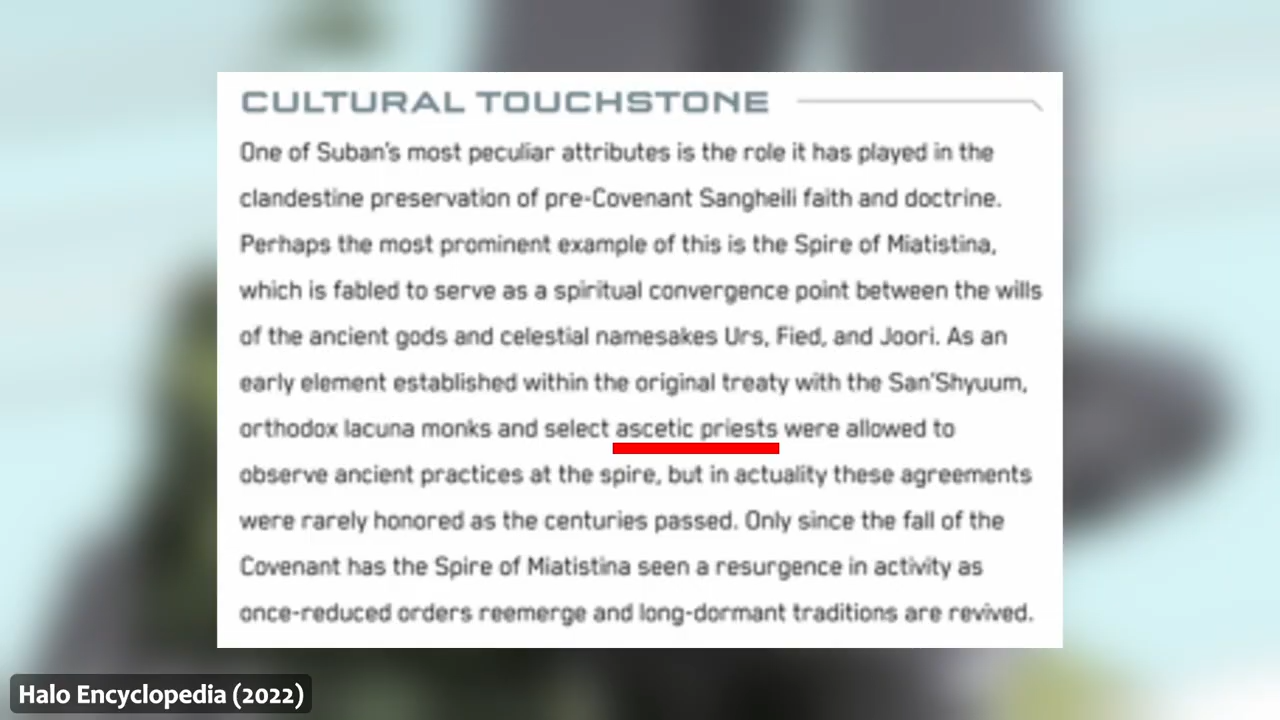 CULTURAL TOUCHSTONE
One of Suban's most peculiar attributes is the role it has played in the
clandestine preservation of pre-Covenant Sangheili faith and doctrine.
Perhaps the most prominent example of this is the Spire of Miatistina,
which is fabled to serve as a spiritual convergence point between the wills
of the ancient gods and celestial namesakes Urs, Fied, and Joori. As an
early element established within the original treaty with the San'Shyuum,
orthodox lacuna monks and select ascetic priests were allowed to
observe ancient practices at the spire, but in actuality these agreements
were rarely honored as the centuries passed. Only since the fall of the
Covenant has the Spire of Miatistina seen a resurgence in activity as
once-reduced orders reemerge and long-dormant traditions are revived.
Halo Encyclopedia (2022)